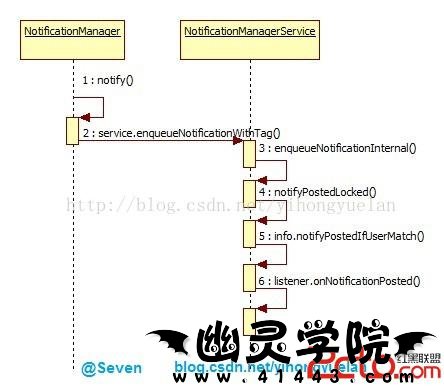 NotificationManager
NotificationManagerService
1 : notify()
2 : service.enqueueNotificationWithTag()
3 : enqueueNotificationInternal()
4 : notifyPostedLocked()
http://blog.csdn.net/yihongyuelan
5 : info.notifyPostedIfUserMatch()
6 : listener.onNotificationPosted()
幽灵学院
红黑联盟
@Seven
blog.csdn.net/yihongyuelan
www.41443.com